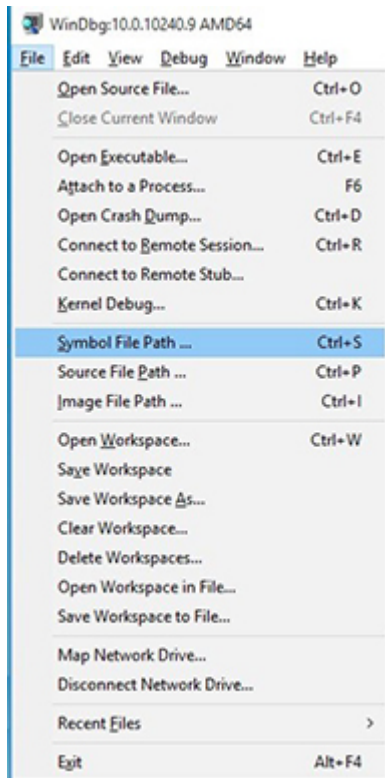 WinDbg:10.0.10240.9 AMD64
File Edit View Debug Window Help
Open Source File... Ctrl+O
Close Current Window Ctrl+F4
Open Executable... Ctrl+E
Attach to a Process... F6
Open Crash Dump... Ctrl+D
Connect to Remote Session... Ctrl+R
Connect to Remote Stub...
Kernel Debug... Ctrl+K
Symbol File Path ... Ctrl+S
Source File Path ... Ctrl+P
Image File Path ... Ctrl+I
Open Workspace... Ctrl+W
Save Workspace
Save Workspace As...
Clear Workspace...
Delete Workspaces...
Open Workspace in File...
Save Workspace to File...
Map Network Drive...
Disconnect Network Drive...
Recent Files >
Exit Alt+F4